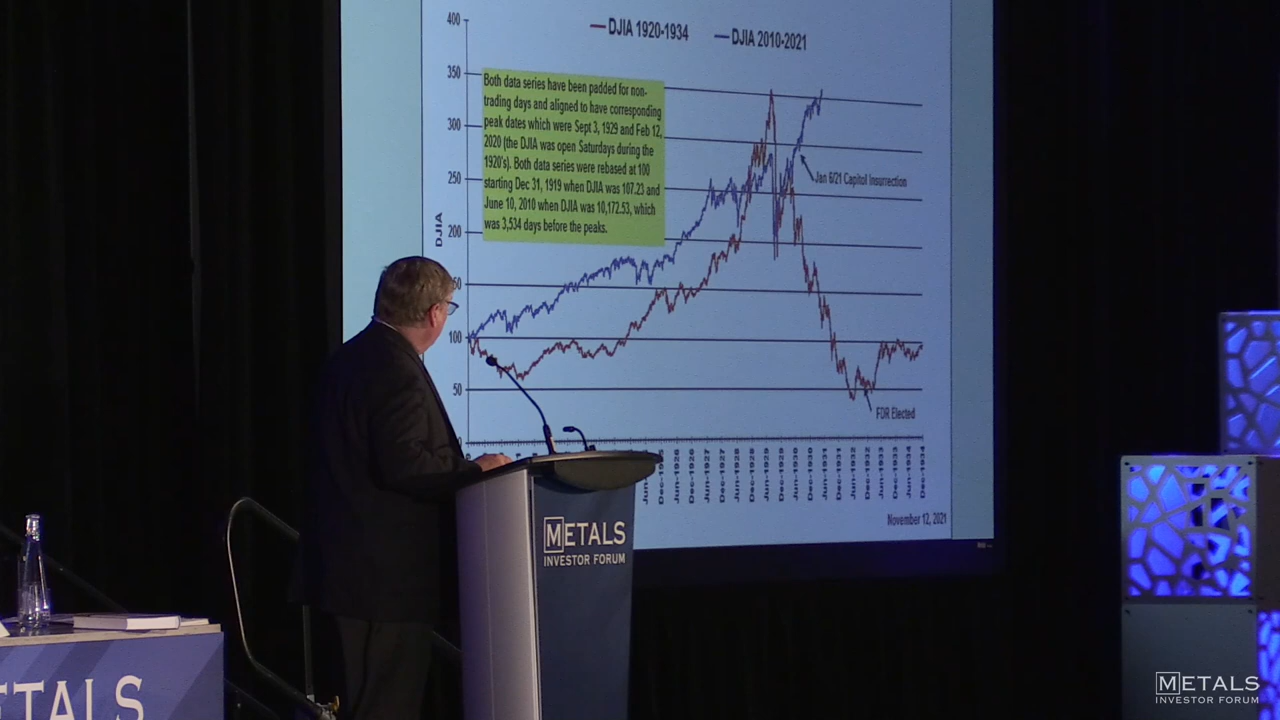 DJIA 1920-1934
DJIA 2010-2021
400
350
300
250
200
50
100
50
DJIA
Both data series have been padded for non-
trading days and aligned to have corresponding
peak dates which were Sept 3, 1929 and Feb 12,
2020 (the DJIA was open Saturdays during the
1920's). Both data series were rebased at 100
starting Dec 31, 1919 when DJIA was 107.23 and
June 10, 2010 when DJIA was 10,172.53, which
was 3,534 days before the peaks.
Jan 6/21 Capitol Insurrection
FDR Elected
Jun-1926
Dec-1926
Jun-1927
Dec-1927
Jun-1928
Dec-1928
Jun-1929
Dec-1929
Jun-1930
Dec-1930
Jun-1931
Dec-1931
Jun-1932
Dec-1932
Jun-1933
Dec-1933
Jun-1934
Dec-1934
November 12, 2021
METALS
INVESTOR FORUM
ETALS
METALS
INVESTOR FORUM